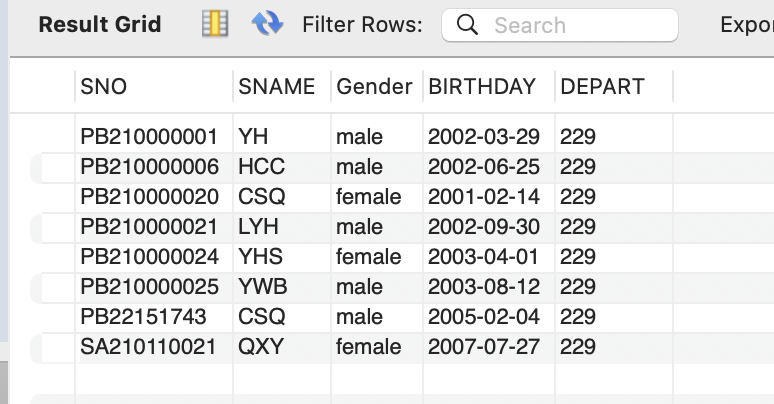 Result Grid Filter Rows: Search
SNO SNAME Gender BIRTHDAY DEPART
PB210000001 YH male 2002-03-29 229
PB210000006 HCC male 2002-06-25 229
PB210000020 CSQ female 2001-02-14 229
PB210000021 LYH male 2002-09-30 229
PB210000024 YHS female 2003-04-01 229
PB210000025 YWB male 2003-08-12 229
PB22151743 CSQ male 2005-02-04 229
SA210110021 QXY female 2007-07-27 229